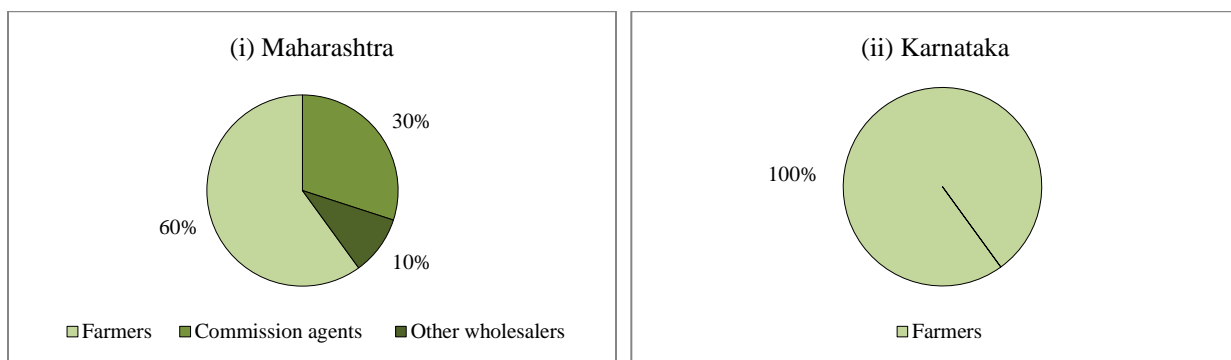 (i) Maharashtra
30%
60%
10%
Farmers Commission agents Other wholesalers
(ii) Karnataka
100%
Farmers